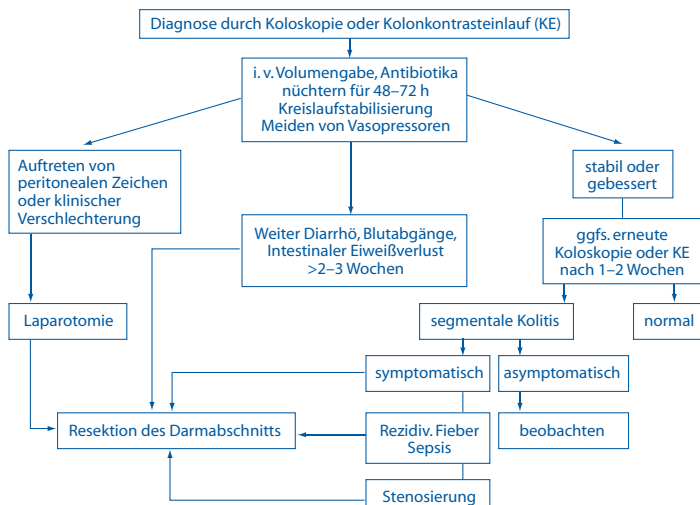 Diagnose durch Koloskopie oder Kolonkontrasteinlauf (KE)
i. v. Volumengabe, Antibiotika
nüchtern für 48–72 h
Kreislaufstabilisierung
Meiden von Vasopressoren
Auftreten von
peritonealen Zeichen
oder klinischer
Verschlechterung
stabil oder
gebessert
Weiter Diarrhö, Blutabgänge,
Intestinaler Eiweißverlust
>2–3 Wochen
ggfs. erneute
Koloskopie oder KE
nach 1–2 Wochen
Laparotomie
segmentale Kolitis
normal
symptomatisch
asymptomatisch
Resektion des Darmabschnitts
Rezidiv. Fieber
Sepsis
beobachten
Stenosierung